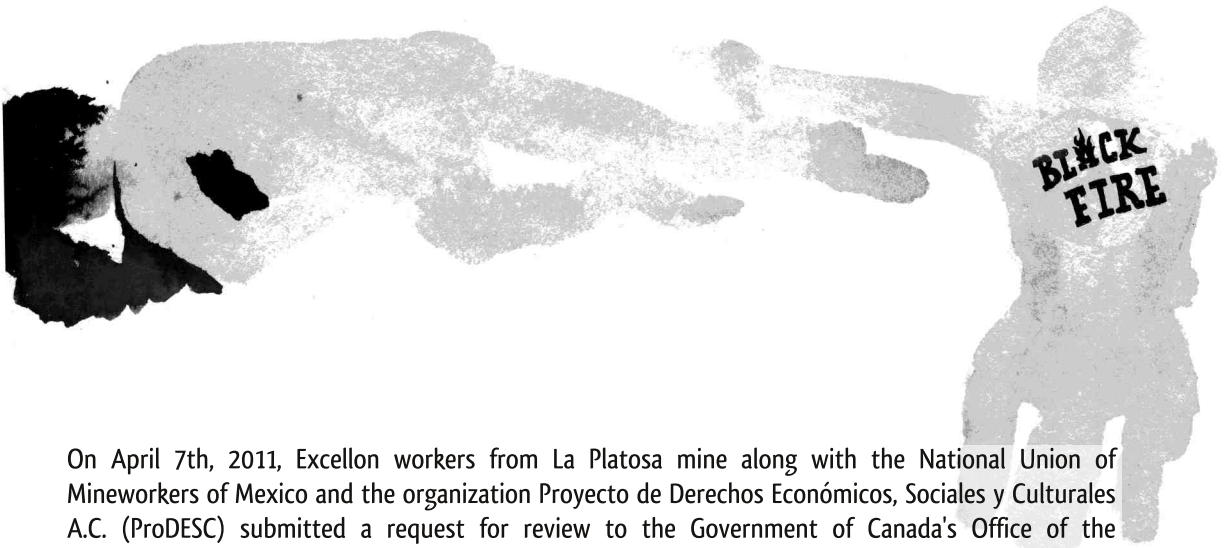 BLACK
FIRE
On April 7th, 2011, Excellon workers from La Platosa mine along with the National Union of
Mineworkers of Mexico and the organization Proyecto de Derechos Económicos, Sociales y Culturales
A.C. (ProDESC) submitted a request for review to the Government of Canada's Office of the